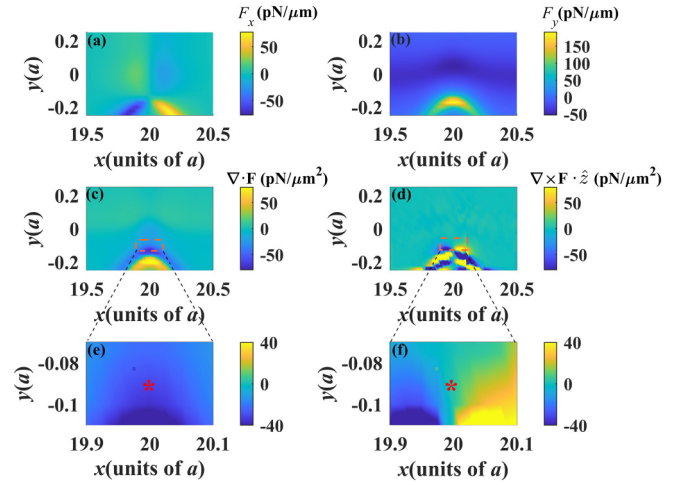 F_x (pN/μm)
F_y(pN/μm)
(a)
0.2
0
-0.2
y(a)
19.5 20 20.5
x(units of a)
50
0
-50
(b)
0.2
0
-0.2
y(a)
19.5 20 20.5
x(units of a)
150
100
50
0
-50
∇·F (pN/μm²)
∇×F · ẑ (pN/μm²)
(c)
0.2
0
-0.2
y(a)
19.5 20 20.5
x(units of a)
50
0
-50
(d)
0.2
0
-0.2
y(a)
19.5 20 20.5
x(units of a)
50
0
-50
(e)
-0.08
-0.1
y(a)
19.9 20 20.1
x(units of a)
40
0
-40
*
(f)
-0.08
-0.1
y(a)
19.9 20 20.1
x(units of a)
40
0
-40
*